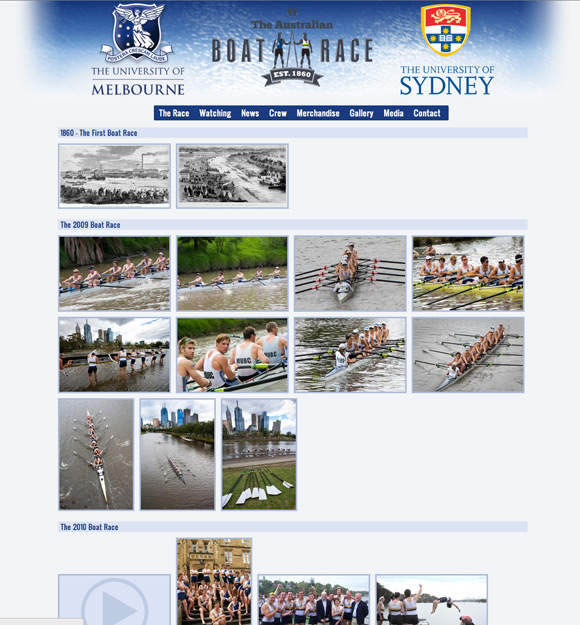 POSTERA CRESCAM LAUDE
THE UNIVERSITY OF
MELBOURNE
The Australian
BOAT RACE
EST. 1860
THE UNIVERSITY OF
SYDNEY
The Race Watching News Crew Merchandise Gallery Media Contact
1860 - The First Boat Race
The 2009 Boat Race
MUBC
MUBC
The 2010 Boat Race